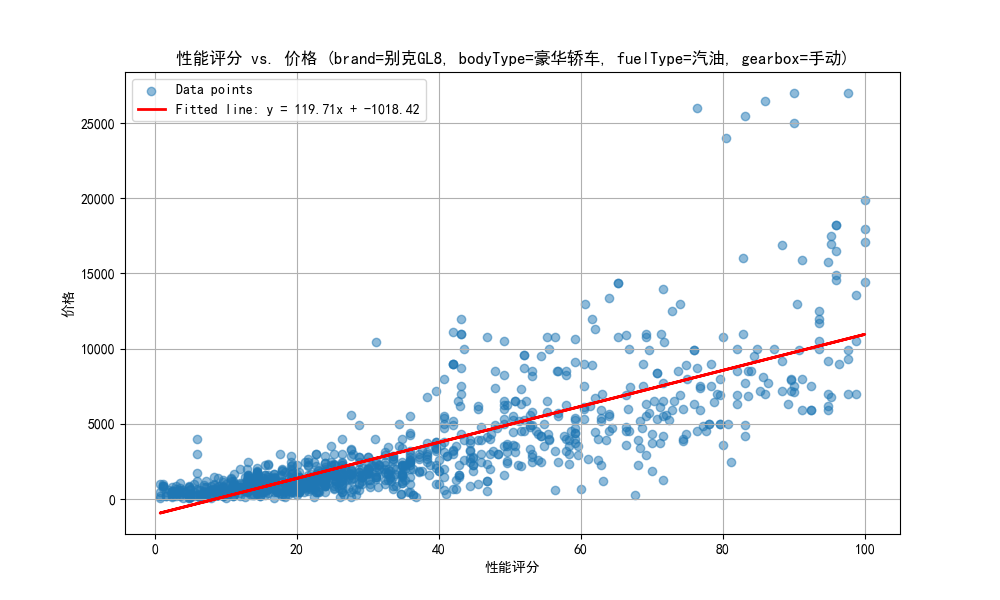 性能评分 vs. 价格 (brand=别克GL8, bodyType=豪华轿车, fuelType=汽油, gearbox=手动)
Data points
Fitted line: y = 119.71x + -1018.42
25000
20000
15000
10000
5000
0
价格
0 20 40 60 80 100
性能评分